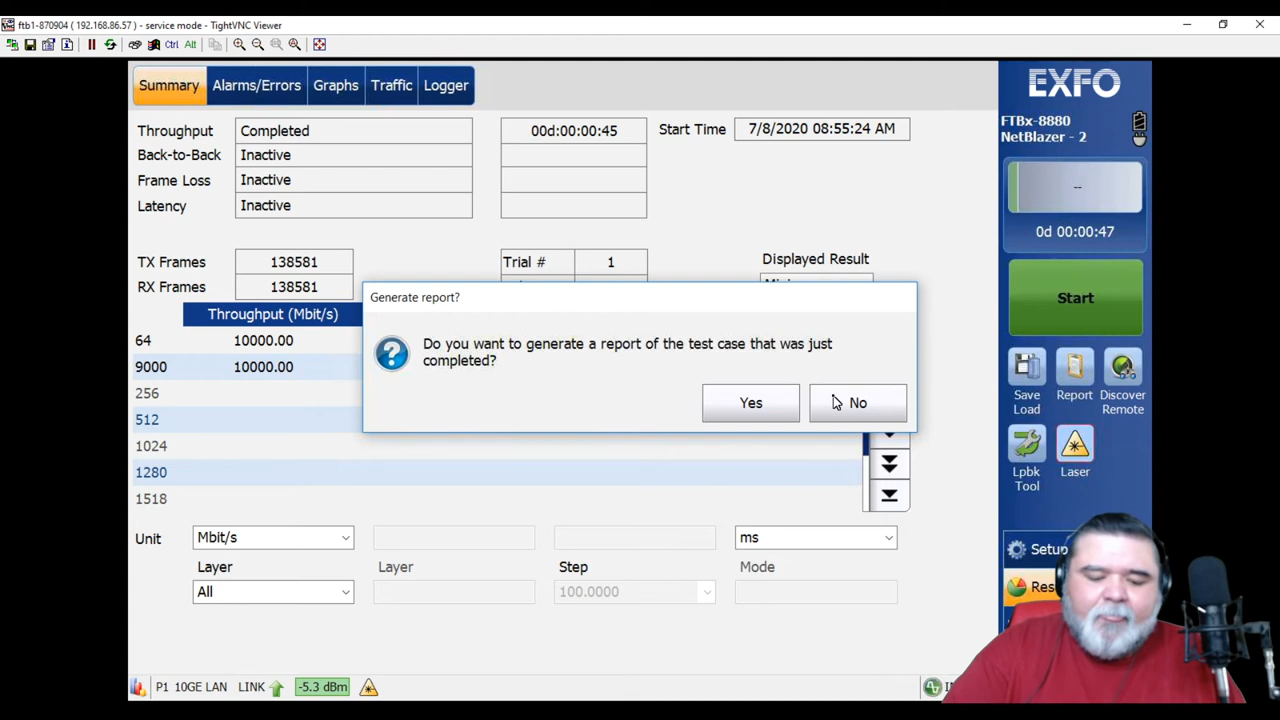 ftb1-870904 ( 192.168.86.57 ) - service mode - TightVNC Viewer
Ctrl Alt
Summary Alarms/Errors Graphs Traffic Logger
EXFO
FTBx-8880
NetBlazer - 2
Throughput Completed 00d:00:00:45 Start Time 7/8/2020 08:55:24 AM
Back-to-Back Inactive
Frame Loss Inactive
Latency Inactive
--
0d 00:00:47
TX Frames 138581 Trial # 1 Displayed Result
RX Frames 138581
Start
Generate report?
Do you want to generate a report of the test case that was just
completed?
Yes No
Throughput (Mbit/s)
64 10000.00
9000 10000.00
256
512
1024
1280
1518
Save
Load
Report
Discover
Remote
Lpbk
Tool
Laser
Unit Mbit/s ms
Layer Layer Step Mode
All 100.0000
Setup
P1 10GE LAN LINK -5.3 dBm